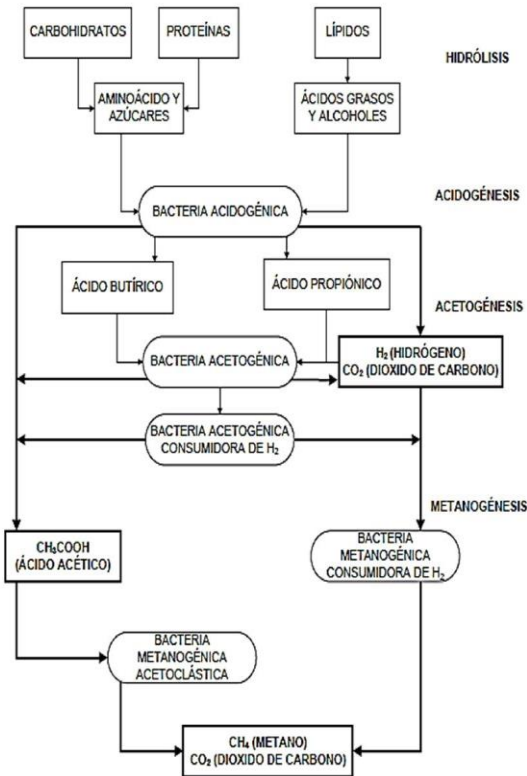 CARBOHIDRATOS
PROTEÍNAS
LÍPIDOS
HIDRÓLISIS
AMINOÁCIDO Y
AZÚCARES
ÁCIDOS GRASOS
Y ALCOHOLES
ACIDOGÉNESIS
BACTERIA ACIDOGÉNICA
ÁCIDO BUTÍRICO
ÁCIDO PROPIÓNICO
ACETOGÉNESIS
BACTERIA ACETOGÉNICA
H₂ (HIDRÓGENO)
CO₂ (DIOXIDO DE CARBONO)
BACTERIA ACETOGÉNICA
CONSUMIDORA DE H₂
METANOGÉNESIS
CH₃COOH
(ÁCIDO ACÉTICO)
BACTERIA
METANOGÉNICA
CONSUMIDORA DE H₂
BACTERIA
METANOGÉNICA
ACETOCLÁSTICA
CH₄ (METANO)
CO₂ (DIOXIDO DE CARBONO)